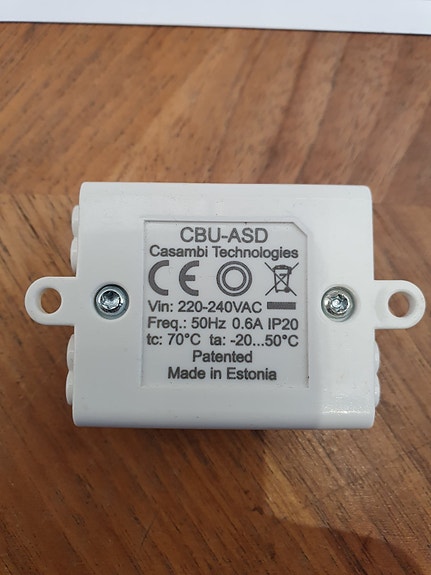 CBU-ASD
Casambi Technologies
CE
Vin: 220-240VAC
Freq.: 50Hz 0.6A IP20
tc: 70°C ta: -20...50°C
Patented
Made in Estonia